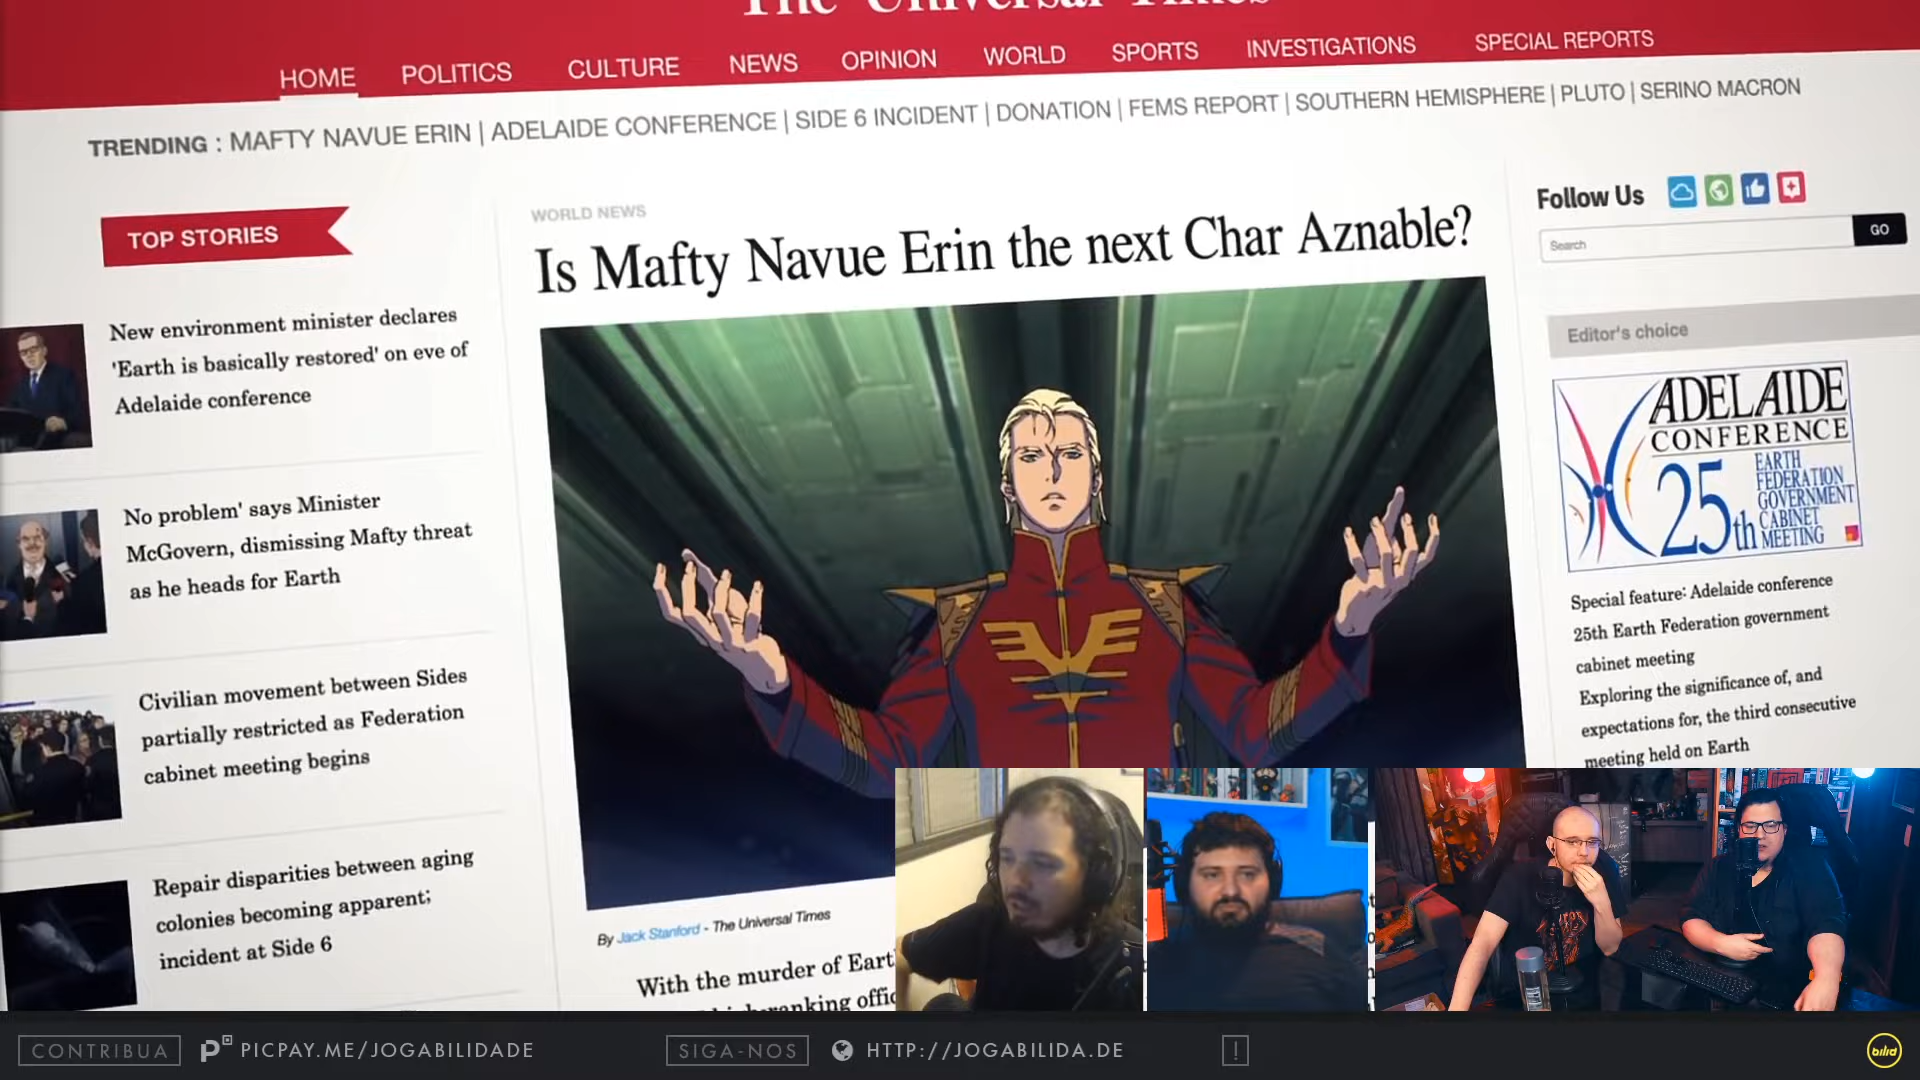 The Universal Times
HOME POLITICS CULTURE NEWS OPINION WORLD SPORTS INVESTIGATIONS SPECIAL REPORTS
TRENDING : MAFTY NAVUE ERIN | ADELAIDE CONFERENCE | SIDE 6 INCIDENT | DONATION | FEMS REPORT | SOUTHERN HEMISPHERE | PLUTO | SERINO MACRON
TOP STORIES
New environment minister declares
'Earth is basically restored' on eve of
Adelaide conference
No problem' says Minister
McGovern, dismissing Mafty threat
as he heads for Earth
Civilian movement between Sides
partially restricted as Federation
cabinet meeting begins
Repair disparities between aging
colonies becoming apparent;
incident at Side 6
WORLD NEWS
Is Mafty Navue Erin the next Char Aznable?
By Jack Stanford - The Universal Times
With the murder of Eart
Follow Us
Search
GO
Editor's choice
ADELAIDE
CONFERENCE
25th
EARTH
FEDERATION
GOVERNMENT
CABINET
MEETING
Special feature: Adelaide conference
25th Earth Federation government
cabinet meeting
Exploring the significance of, and
expectations for, the third consecutive
meeting held on Earth
CONTRIBUA PICPAY.ME/JOGABILIDADE SIGA-NOS HTTP://JOGABILIDA.DE !